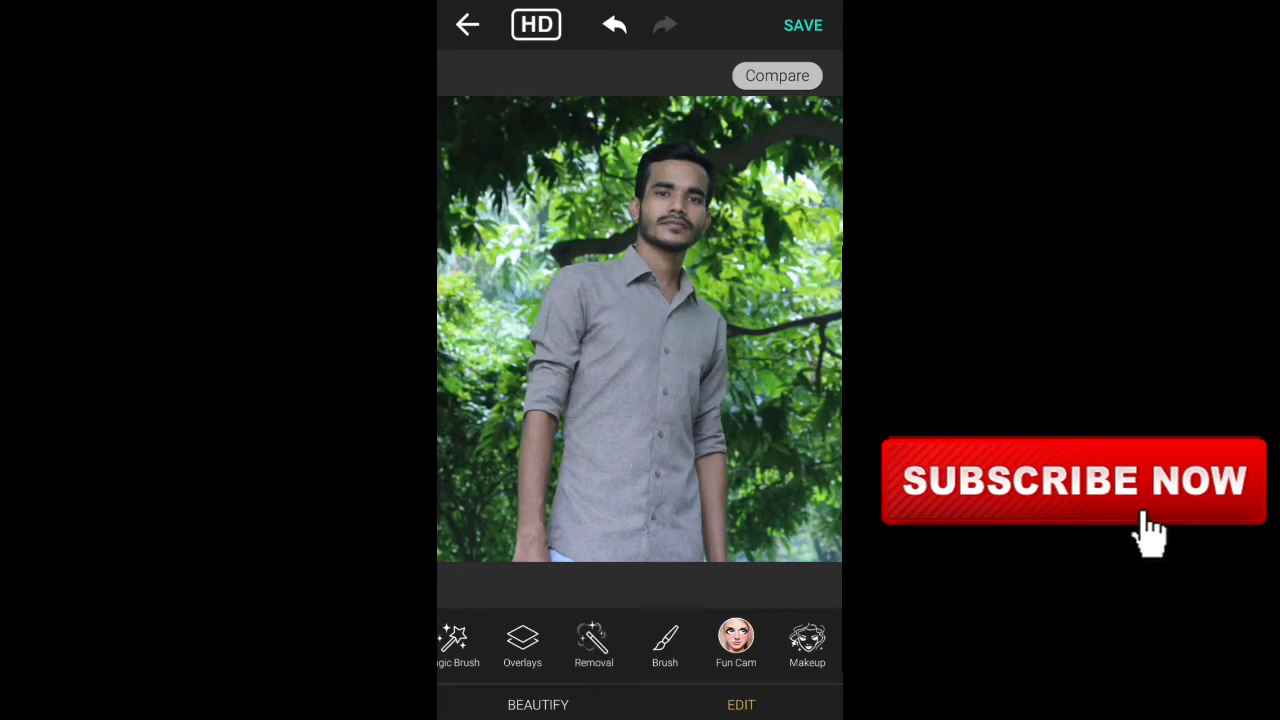 HD
SAVE
Compare
SUBSCRIBE NOW
gic Brush
Overlays
Removal
Brush
Fun Cam
Makeup
BEAUTIFY
EDIT